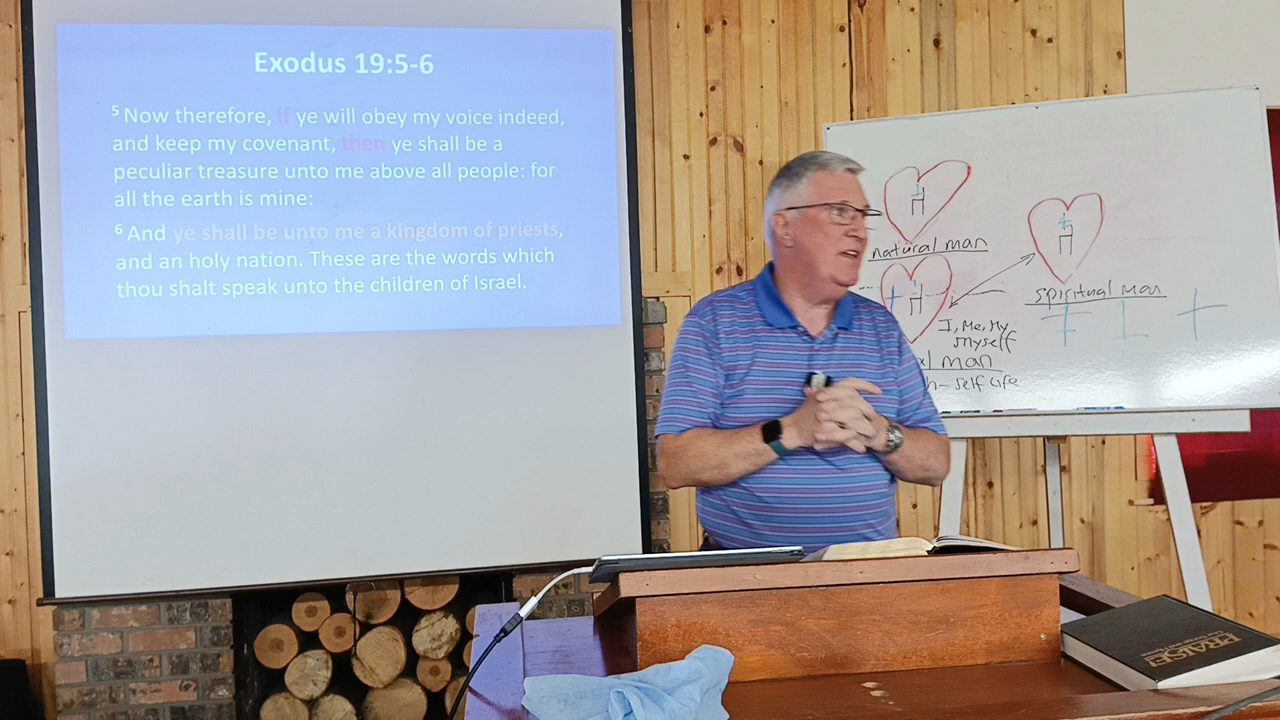 Exodus 19:5-6
5 Now therefore, if ye will obey my voice indeed,
and keep my covenant, then ye shall be a
peculiar treasure unto me above all people: for
all the earth is mine:
6 And ye shall be unto me a kingdom of priests,
and an holy nation. These are the words which
thou shalt speak unto the children of Israel.
natural man
spiritual man
I, Me, My
myself
man
self life
PRAISE!